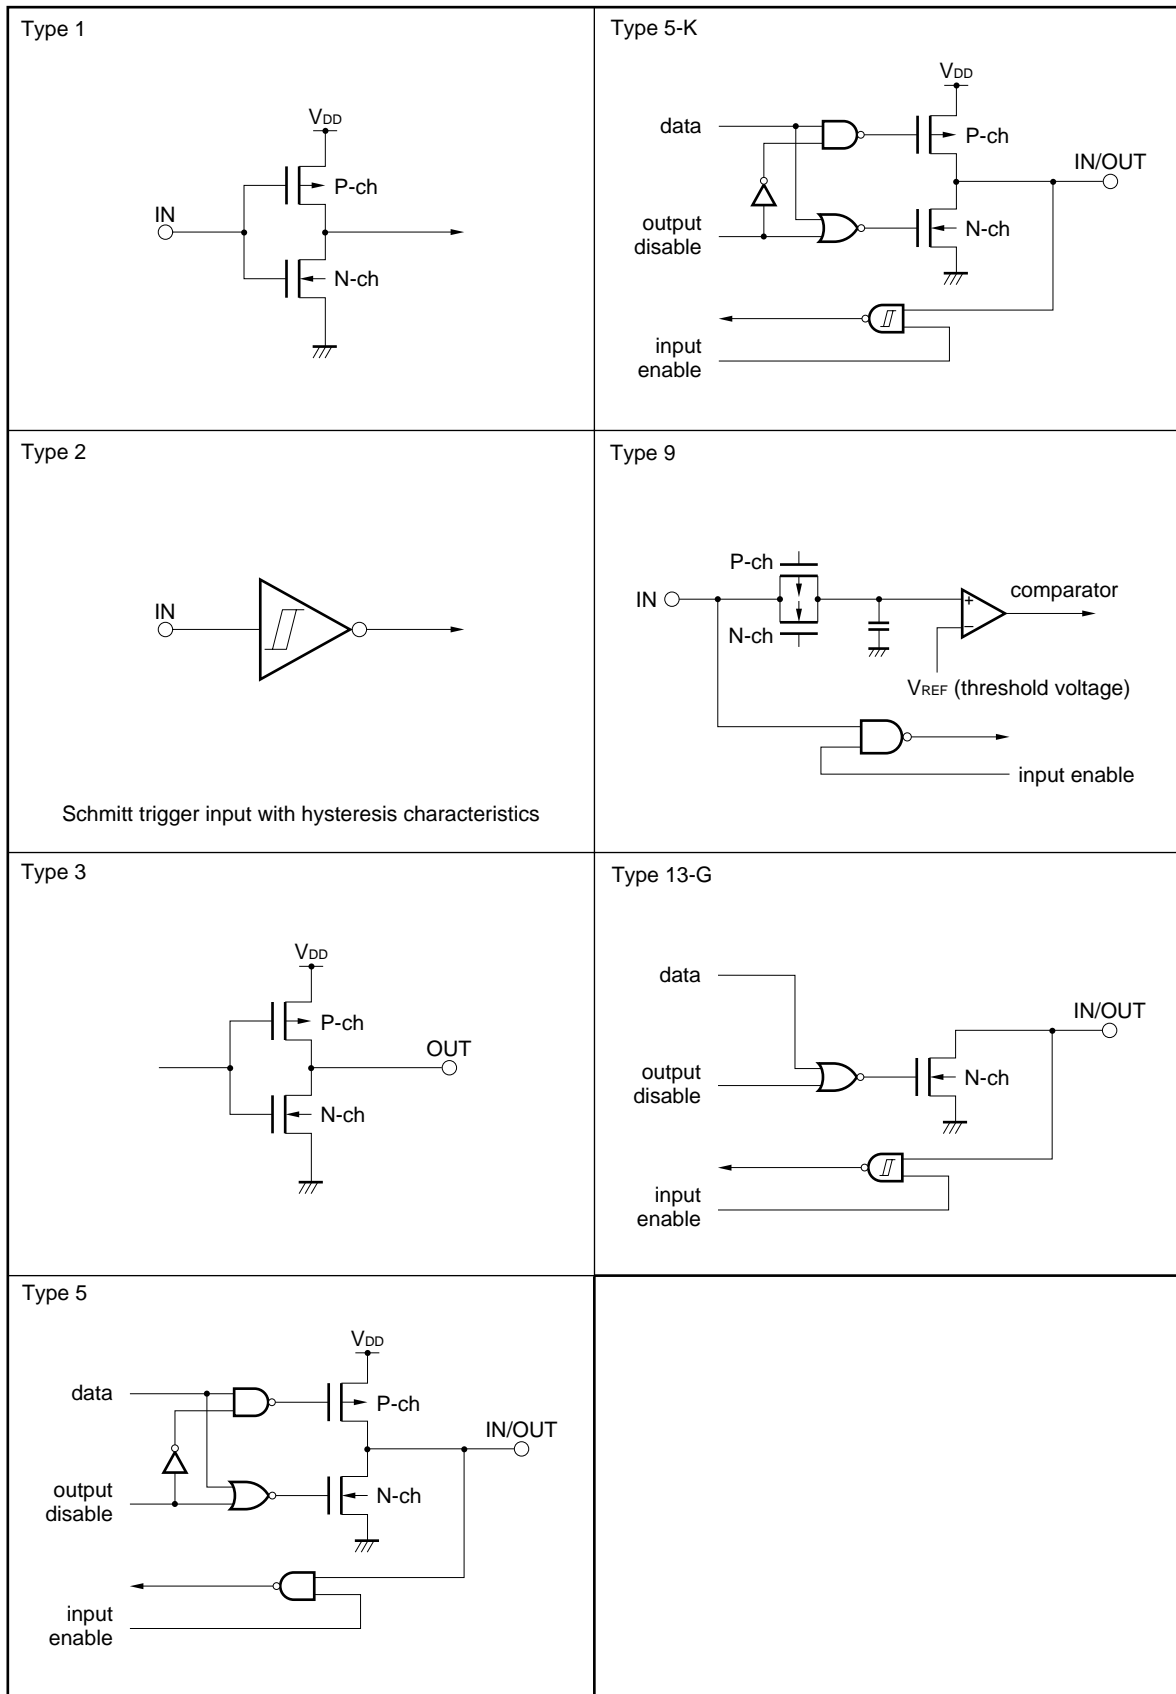 Type 1
VDD
P-ch
IN
N-ch
Type 5-K
VDD
data
P-ch
IN/OUT
output
disable
N-ch
input
enable
Type 2
IN
Schmitt trigger input with hysteresis characteristics
Type 9
P-ch
IN
comparator
+
−
N-ch
VREF (threshold voltage)
input enable
Type 3
VDD
P-ch
OUT
N-ch
Type 13-G
data
IN/OUT
output
disable
N-ch
input
enable
Type 5
VDD
data
P-ch
IN/OUT
output
disable
N-ch
input
enable